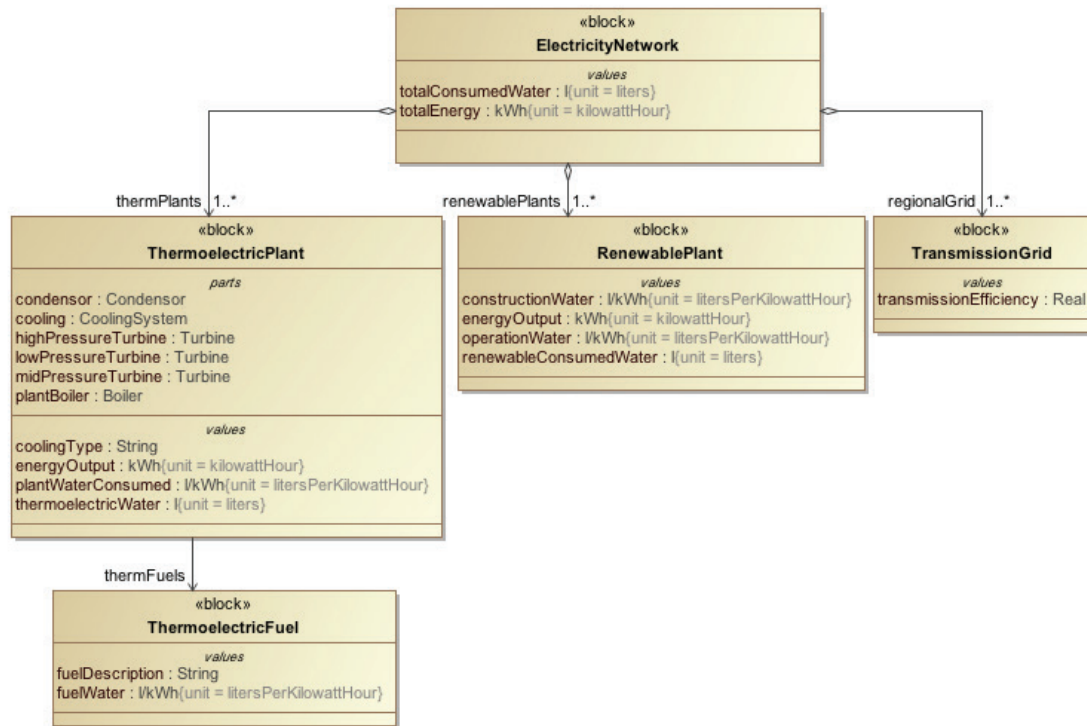 «block»
ElectricityNetwork
values
totalConsumedWater : l{unit = liters}
totalEnergy : kWh{unit = kilowattHour}
thermPlants 1..*
renewablePlants 1..*
regionalGrid 1..*
«block»
ThermoelectricPlant
parts
condensor : Condensor
cooling : CoolingSystem
highPressureTurbine : Turbine
lowPressureTurbine : Turbine
midPressureTurbine : Turbine
plantBoiler : Boiler
values
coolingType : String
energyOutput : kWh{unit = kilowattHour}
plantWaterConsumed : l/kWh{unit = litersPerKilowattHour}
thermoelectricWater : l{unit = liters}
«block»
RenewablePlant
values
constructionWater : l/kWh{unit = litersPerKilowattHour}
energyOutput : kWh{unit = kilowattHour}
operationWater : l/kWh{unit = litersPerKilowattHour}
renewableConsumedWater : l{unit = liters}
«block»
TransmissionGrid
values
transmissionEfficiency : Real
thermFuels
«block»
ThermoelectricFuel
values
fuelDescription : String
fuelWater : l/kWh{unit = litersPerKilowattHour}